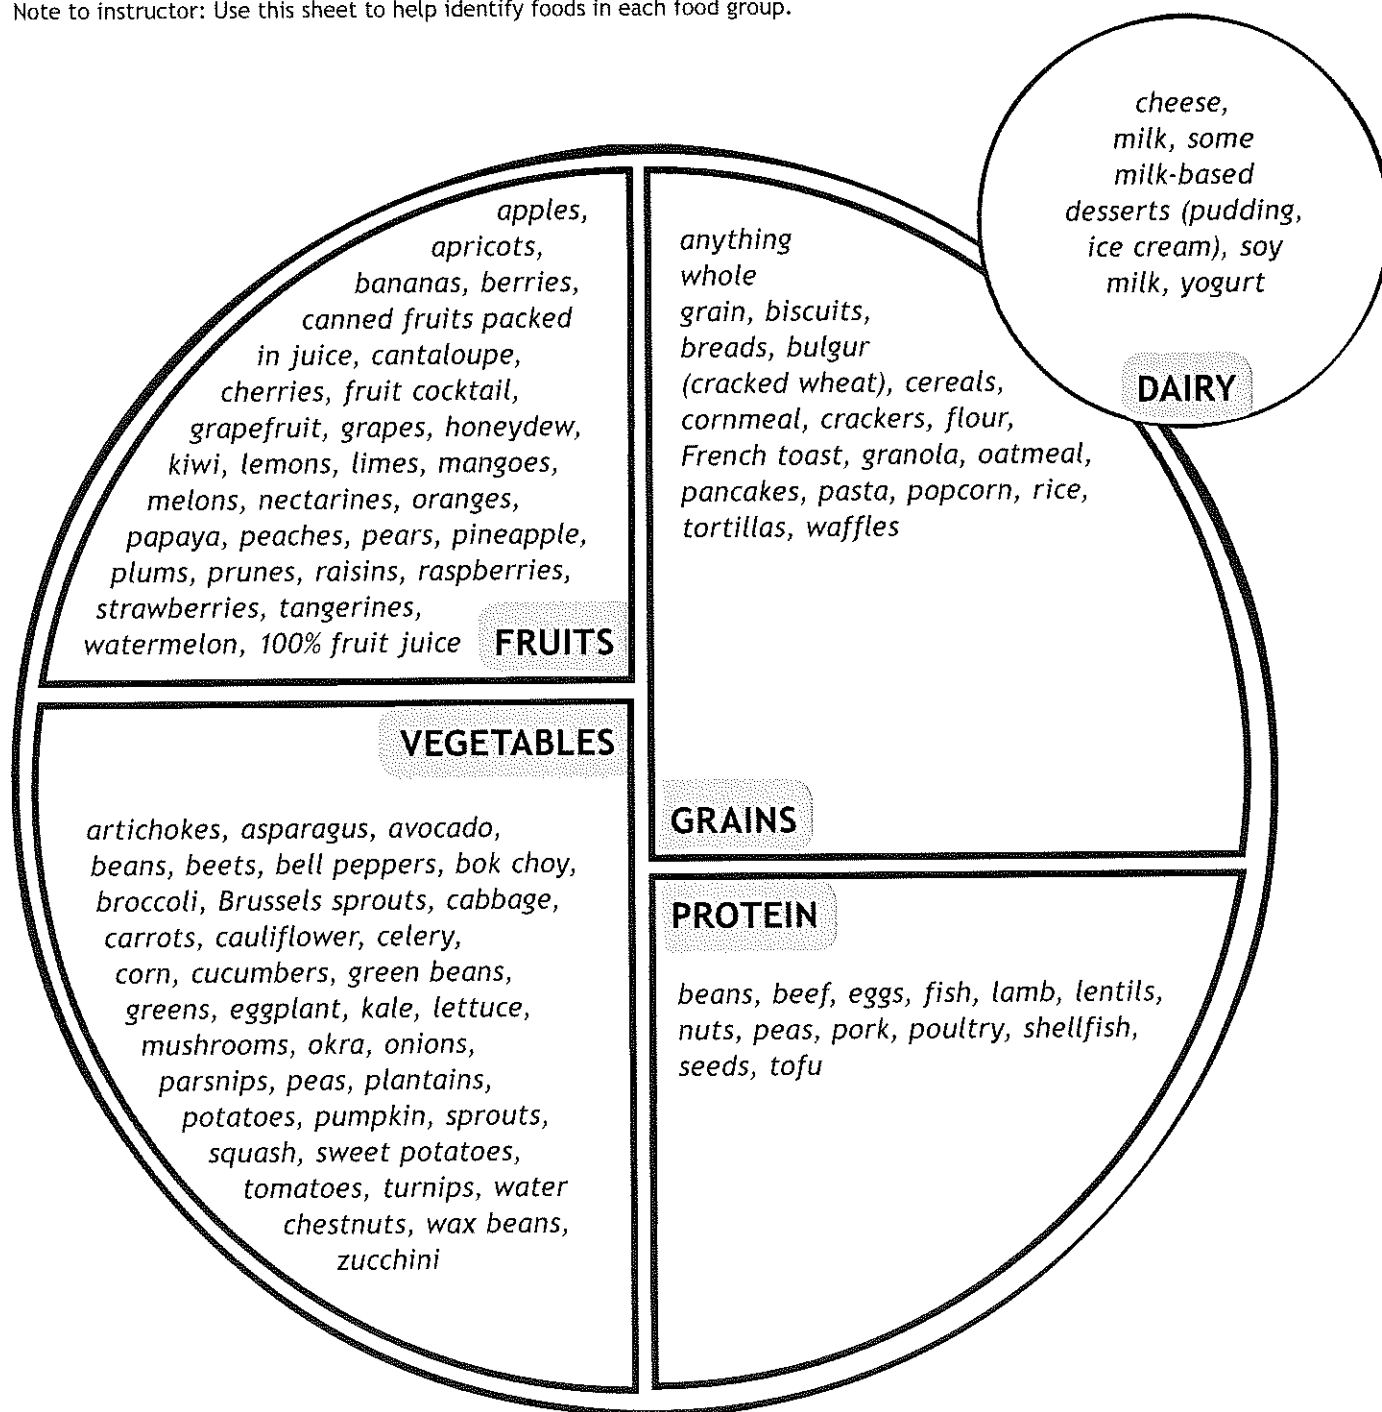 Note to instructor: Use this sheet to help identify foods in each food group.
cheese,
milk, some
milk-based
desserts (pudding,
ice cream), soy
milk, yogurt
DAIRY
apples,
apricots,
bananas, berries,
canned fruits packed
in juice, cantaloupe,
cherries, fruit cocktail,
grapefruit, grapes, honeydew,
kiwi, lemons, limes, mangoes,
melons, nectarines, oranges,
papaya, peaches, pears, pineapple,
plums, prunes, raisins, raspberries,
strawberries, tangerines,
watermelon, 100% fruit juice
FRUITS
anything
whole
grain, biscuits,
breads, bulgur
(cracked wheat), cereals,
cornmeal, crackers, flour,
French toast, granola, oatmeal,
pancakes, pasta, popcorn, rice,
tortillas, waffles
GRAINS
VEGETABLES
artichokes, asparagus, avocado,
beans, beets, bell peppers, bok choy,
broccoli, Brussels sprouts, cabbage,
carrots, cauliflower, celery,
corn, cucumbers, green beans,
greens, eggplant, kale, lettuce,
mushrooms, okra, onions,
parsnips, peas, plantains,
potatoes, pumpkin, sprouts,
squash, sweet potatoes,
tomatoes, turnips, water
chestnuts, wax beans,
zucchini
PROTEIN
beans, beef, eggs, fish, lamb, lentils,
nuts, peas, pork, poultry, shellfish,
seeds, tofu